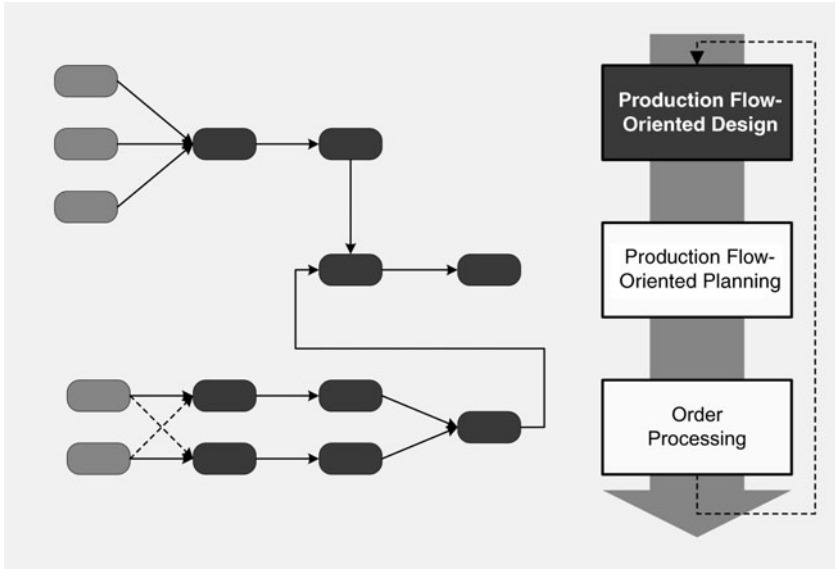 Production Flow-
Oriented Design
Production Flow-
Oriented Planning
Order
Processing